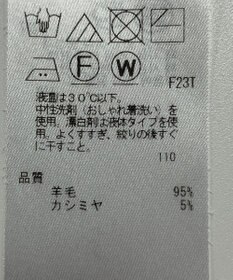 F
W
F23T
液温は30℃以下。
中性洗剤(おしゃれ着洗い)を
使用。漂白剤は液体タイプを使
用。よくすすぎ、絞りの後すぐ
に干すこと。
110
品質
羊毛 95%
カシミヤ 5%